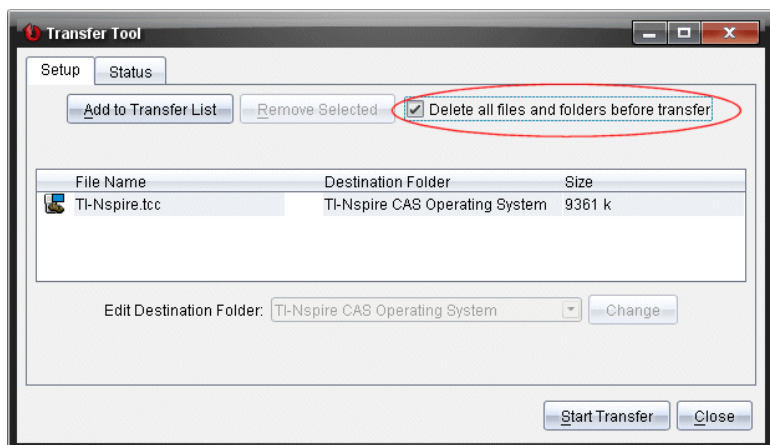 Transfer Tool
Setup Status
Add to Transfer List Remove Selected Delete all files and folders before transfer
File Name Destination Folder Size
TI-Nspire.tcc TI-Nspire CAS Operating System 9361 k
Edit Destination Folder: TI-Nspire CAS Operating System Change
Start Transfer Close